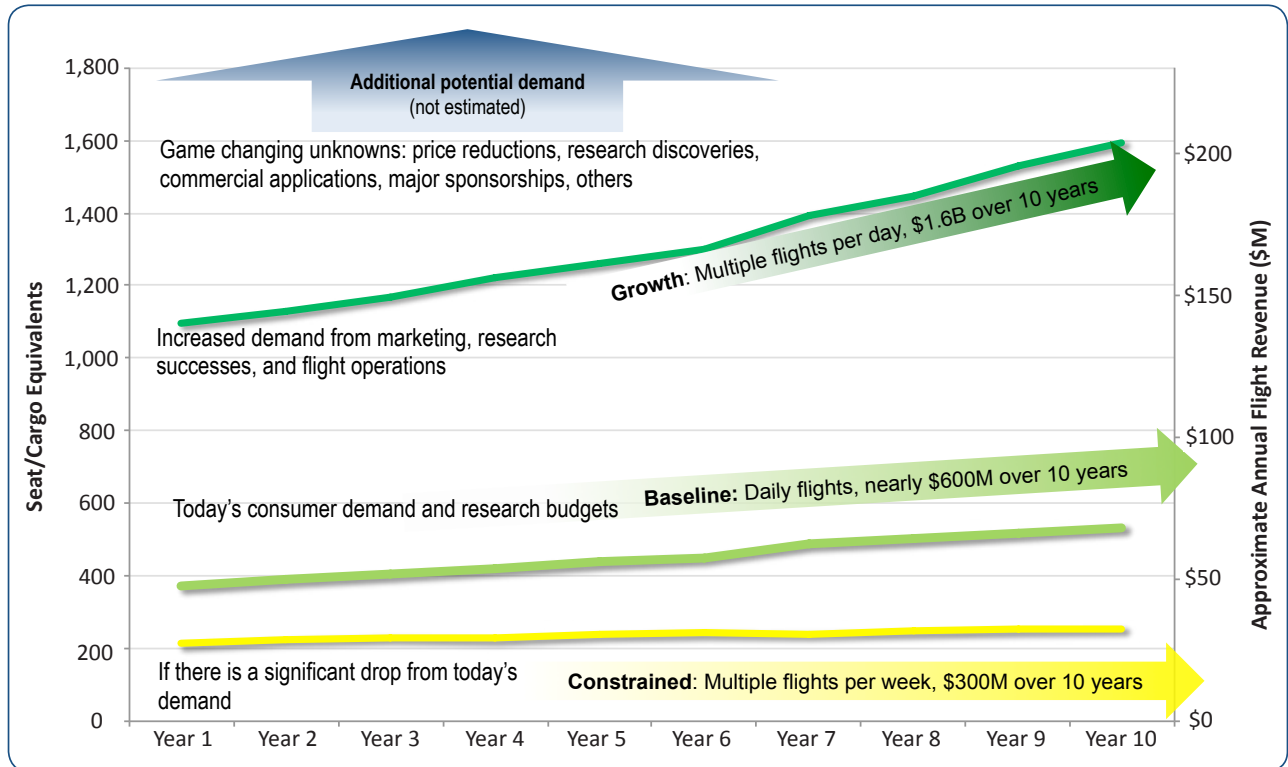 Additional potential demand
(not estimated)
1,800
1,600
1,400
1,200
1,000
800
600
400
200
0
Seat/Cargo Equivalents
Game changing unknowns: price reductions, research discoveries,
commercial applications, major sponsorships, others
Growth: Multiple flights per day, $1.6B over 10 years
Increased demand from marketing, research
successes, and flight operations
Baseline: Daily flights, nearly $600M over 10 years
Today’s consumer demand and research budgets
If there is a significant drop from today’s
demand
Constrained: Multiple flights per week, $300M over 10 years
$200
$150
$100
$50
$0
Approximate Annual Flight Revenue ($M)
Year 1 Year 2 Year 3 Year 4 Year 5 Year 6 Year 7 Year 8 Year 9 Year 10